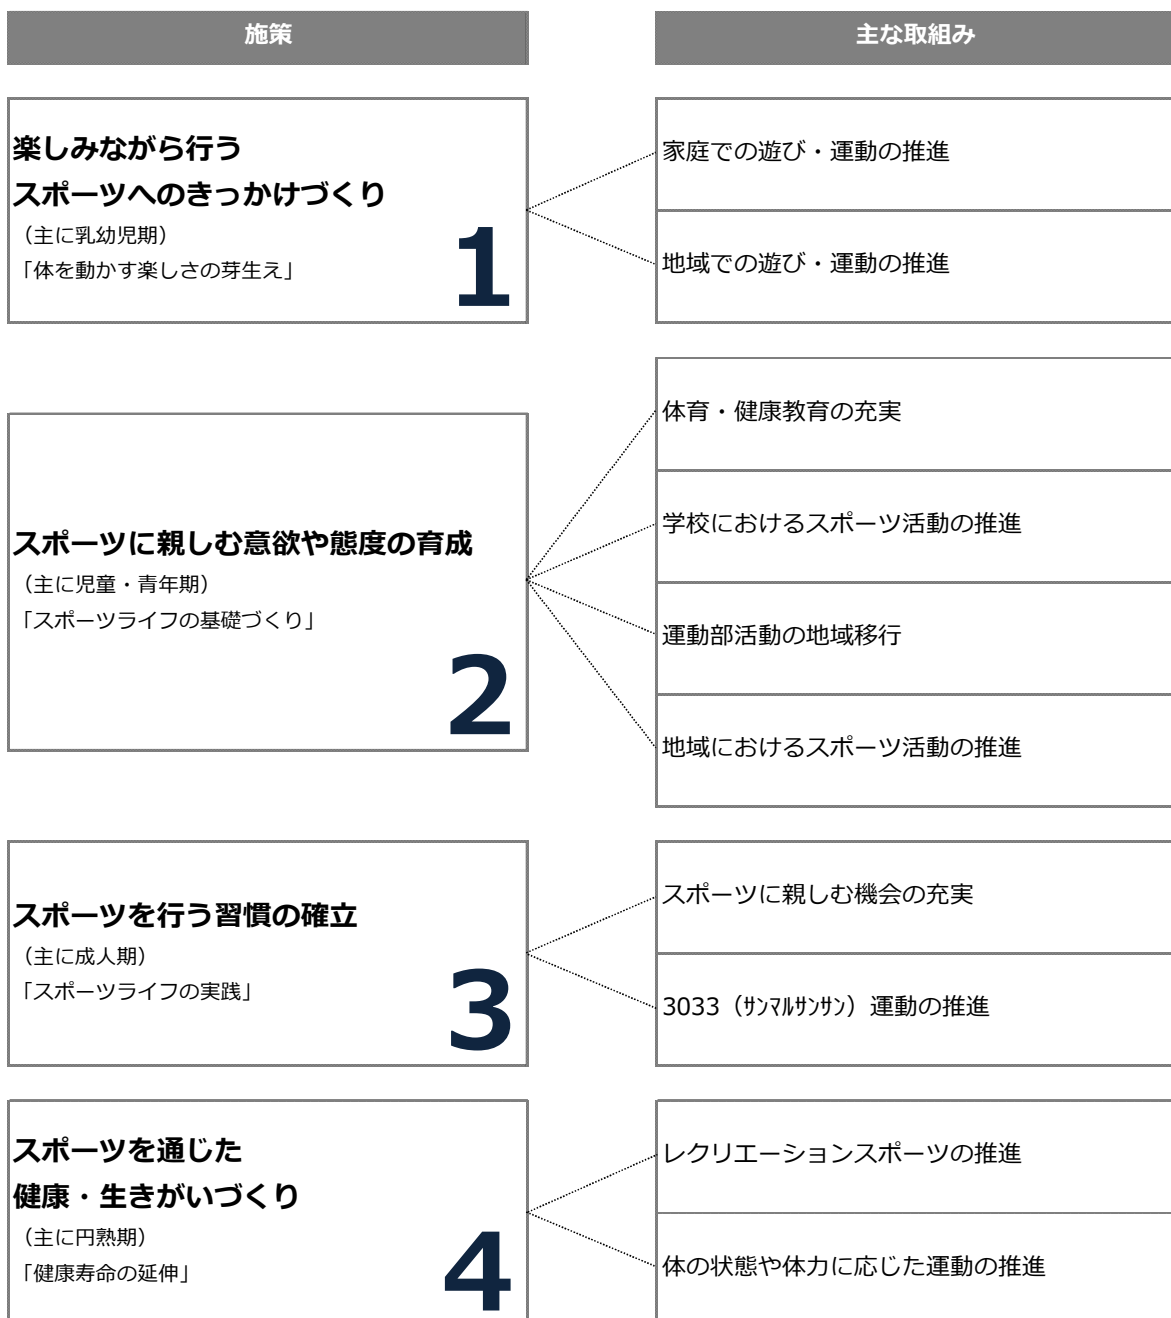 施策
主な取組み
楽しみながら行う
スポーツへのきっかけづくり
（主に乳幼児期）
「体を動かす楽しさの芽生え」
1
家庭での遊び・運動の推進
地域での遊び・運動の推進
スポーツに親しむ意欲や態度の育成
（主に児童・青年期）
「スポーツライフの基礎づくり」
2
体育・健康教育の充実
学校におけるスポーツ活動の推進
運動部活動の地域移行
地域におけるスポーツ活動の推進
スポーツを行う習慣の確立
（主に成人期）
「スポーツライフの実践」
3
スポーツに親しむ機会の充実
3033（ｻﾝﾏﾙｻﾝｻﾝ）運動の推進
スポーツを通じた
健康・生きがいづくり
（主に円熟期）
「健康寿命の延伸」
4
レクリエーションスポーツの推進
体の状態や体力に応じた運動の推進